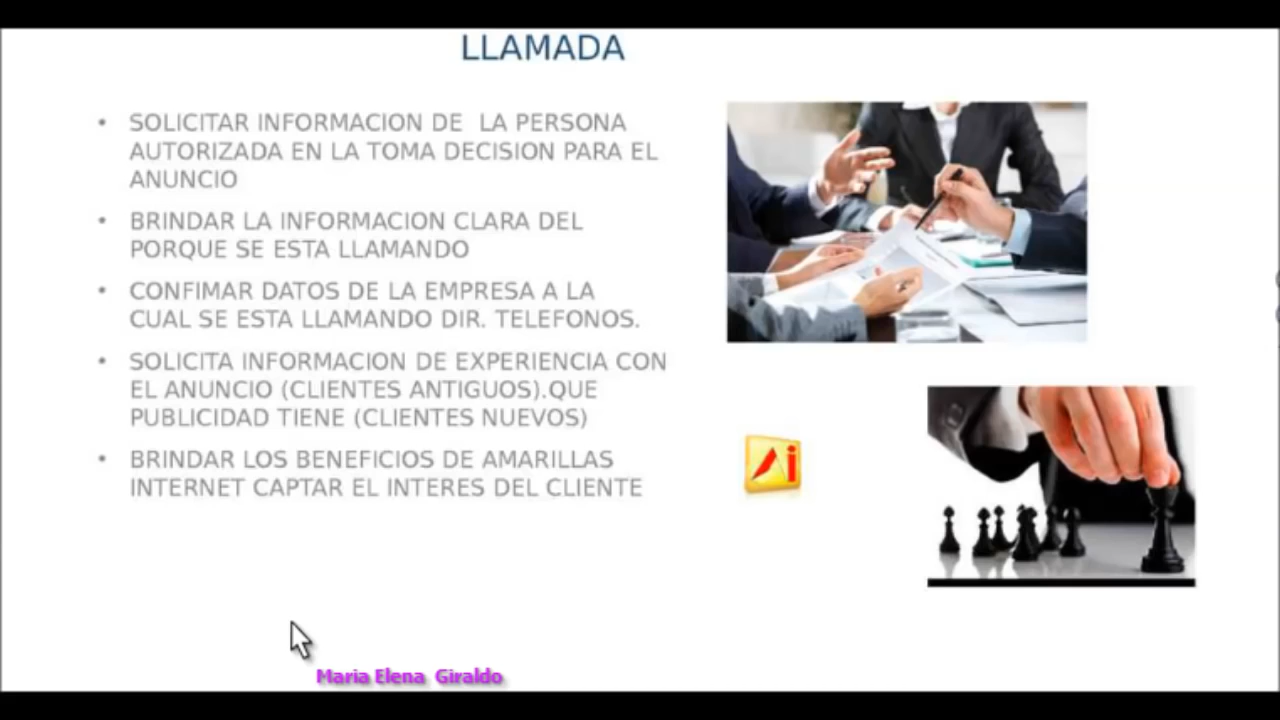 LLAMADA
• SOLICITAR INFORMACION DE LA PERSONA
AUTORIZADA EN LA TOMA DECISION PARA EL
ANUNCIO
• BRINDAR LA INFORMACION CLARA DEL
PORQUE SE ESTA LLAMANDO
• CONFIMAR DATOS DE LA EMPRESA A LA
CUAL SE ESTA LLAMANDO DIR. TELEFONOS.
• SOLICITA INFORMACION DE EXPERIENCIA CON
EL ANUNCIO (CLIENTES ANTIGUOS).QUE
PUBLICIDAD TIENE (CLIENTES NUEVOS)
• BRINDAR LOS BENEFICIOS DE AMARILLAS
INTERNET CAPTAR EL INTERES DEL CLIENTE
Ai
Maria Elena Giraldo